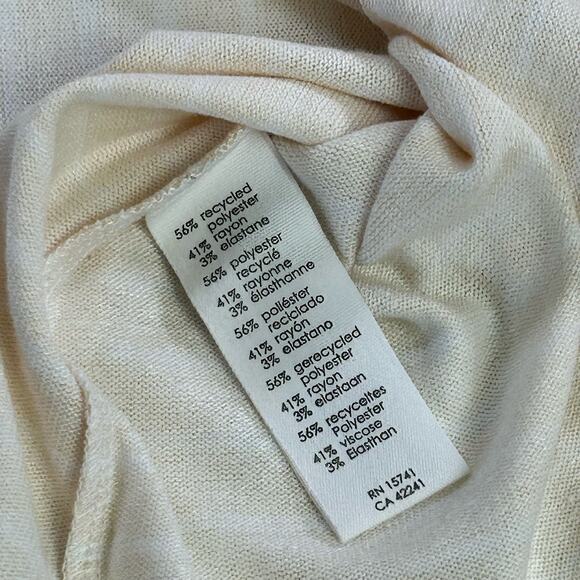 56% recycled
polyester
41% rayon
3% elastane
56% polyester
recyclé
41% rayonne
3% élasthanne
56% poliéster
reciclado
41% rayón
3% elastano
56% gerecycled
polyester
41% rayon
3% elastaan
56% recyceltes
Polyester
41% viscose
3% Elasthan
RN 15741
CA 42241